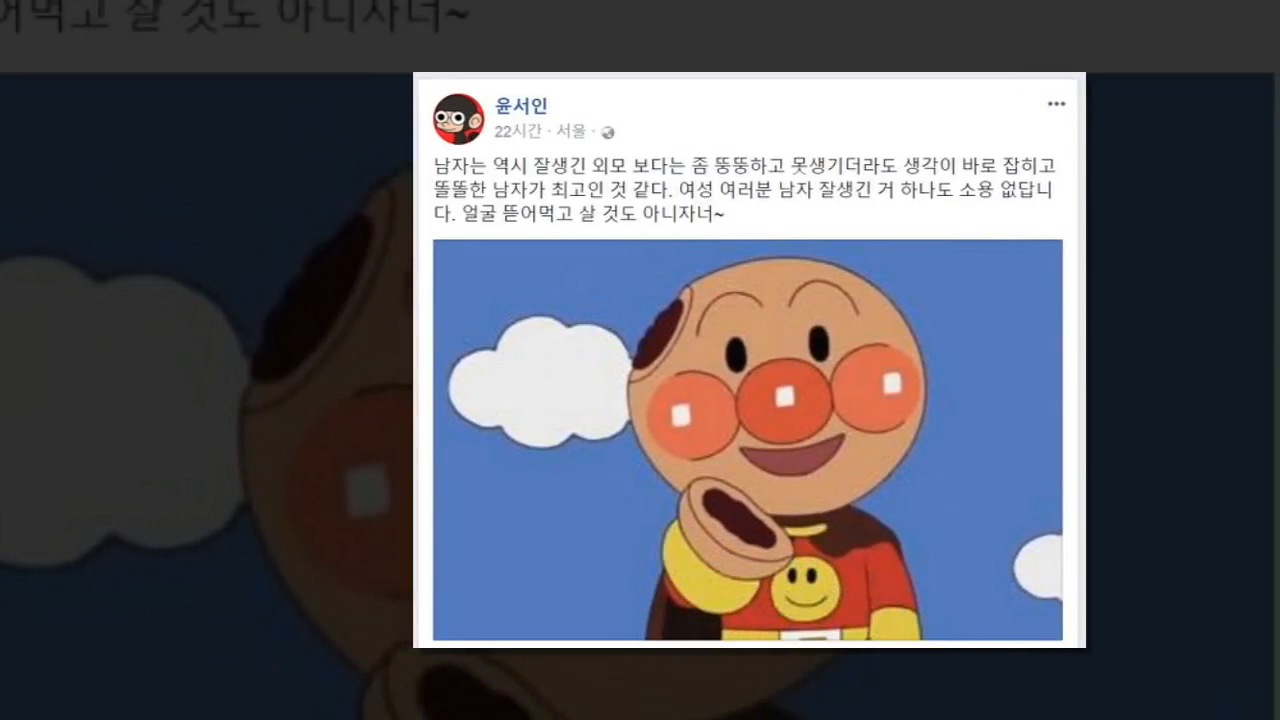 어먹고 살 것도 아니자너~
윤서인
22시간 · 서울 ·
남자는 역시 잘생긴 외모 보다는 좀 뚱뚱하고 못생기더라도 생각이 바로 잡히고
똘똘한 남자가 최고인 것 같다. 여성 여러분 남자 잘생긴 거 하나도 소용 없답니
다. 얼굴 뜯어먹고 살 것도 아니자너~